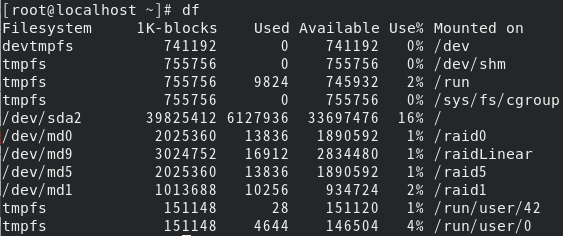 [root@localhost ~]# df
Filesystem     1K-blocks    Used Available Use% Mounted on
devtmpfs          741192       0    741192   0% /dev
tmpfs             755756       0    755756   0% /dev/shm
tmpfs             755756    9824    745932   2% /run
tmpfs             755756       0    755756   0% /sys/fs/cgroup
/dev/sda2       39825412 6127936  33697476  16% /
/dev/md0         2025360   13836   1890592   1% /raid0
/dev/md9         3024752   16912   2834480   1% /raidLinear
/dev/md5         2025360   13836   1890592   1% /raid5
/dev/md1         1013688   10256    934724   2% /raid1
tmpfs             151148      28    151120   1% /run/user/42
tmpfs             151148    4644    146504   4% /run/user/0